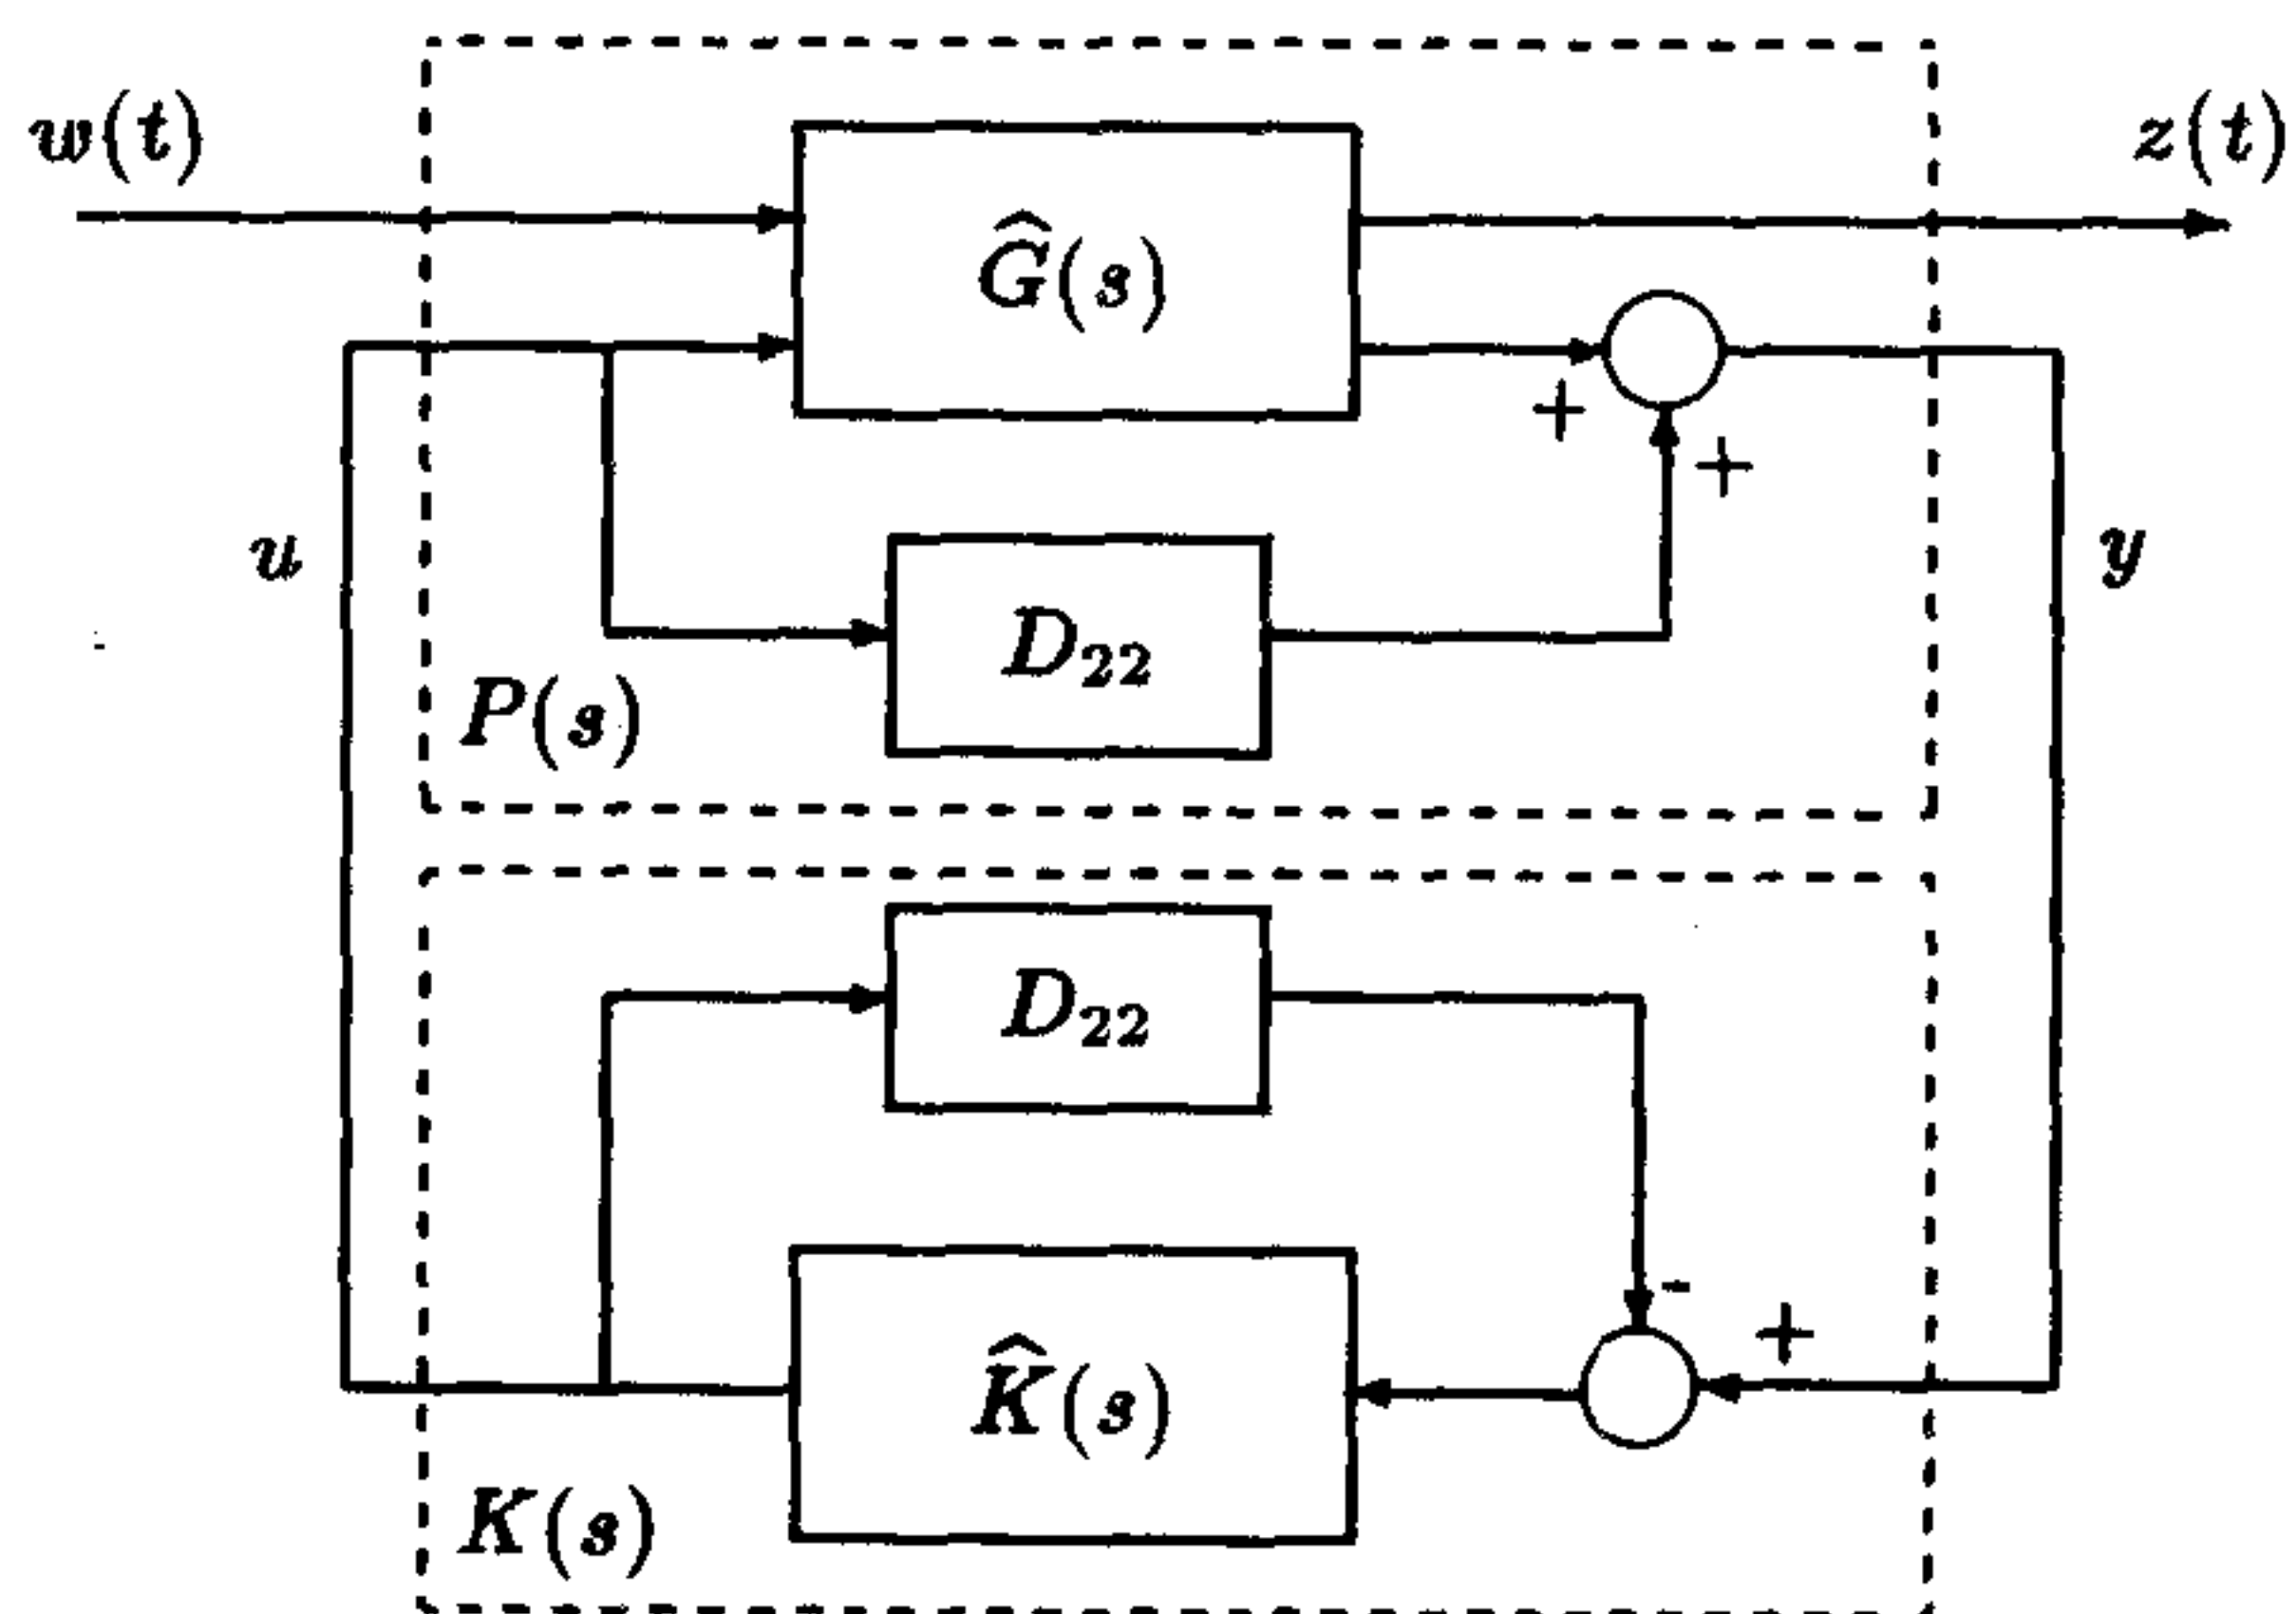 w(t)
z(t)
Ĝ(s)
+
+
u
y
D₂₂
P(s)
D₂₂
-
+
K̂(s)
K(s)